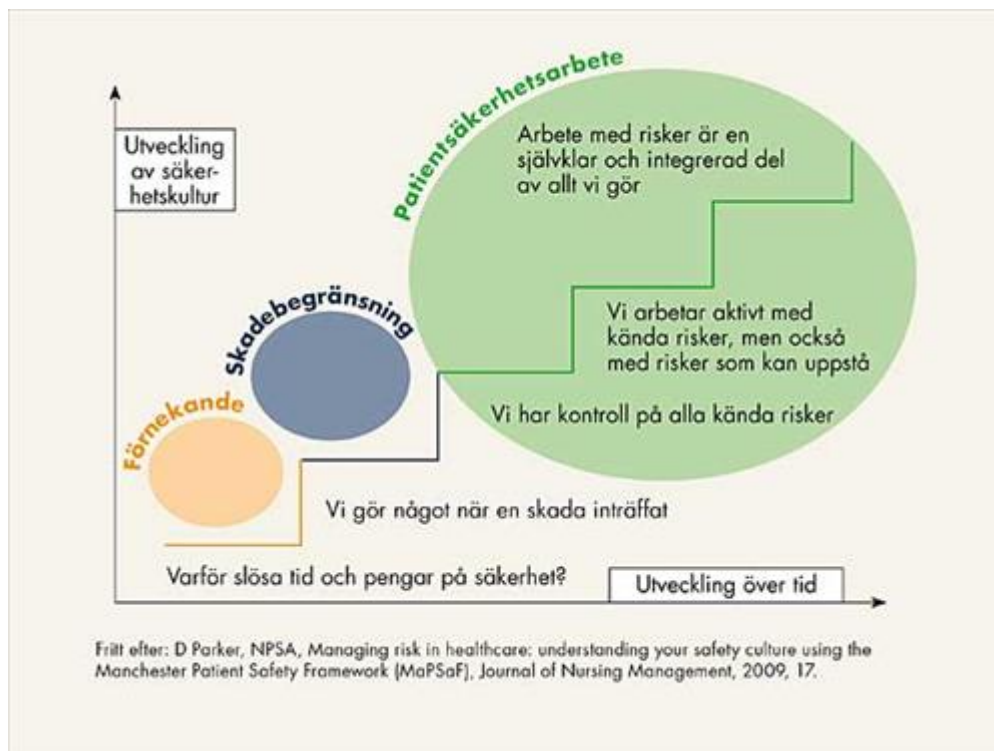 Utveckling
av säker-
hetskultur
Patientsäkerhetsarbete
Arbete med risker är en
självklar och integrerad del
av allt vi gör
Skadebegränsning
Vi arbetar aktivt med
kända risker, men också
med risker som kan uppstå
Förnekande
Vi har kontroll på alla kända risker
Vi gör något när en skada inträffat
Varför slösa tid och pengar på säkerhet?
Utveckling över tid
Fritt efter: D Parker, NPSA, Managing risk in healthcare: understanding your safety culture using the
Manchester Patient Safety Framework (MaPSaF), Journal of Nursing Management, 2009, 17.